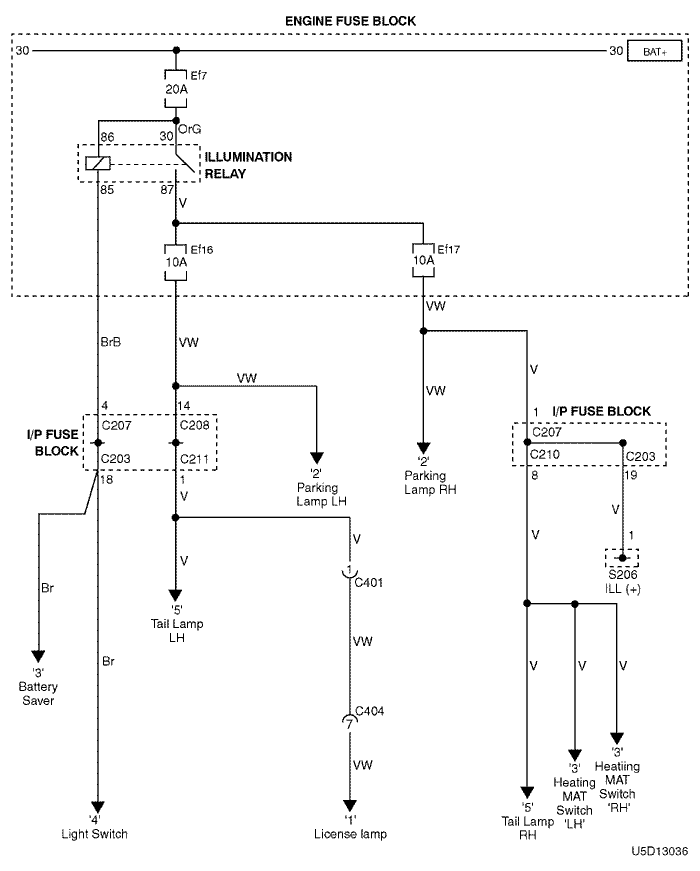 ENGINE FUSE BLOCK
30
30
BAT+
Ef7
20A
OrG
86
30
ILLUMINATION
RELAY
85
87
V
Ef16
10A
Ef17
10A
VW
BrB
VW
VW
VW
V
4
14
1
I/P FUSE BLOCK
I/P FUSE
BLOCK
C207
C208
C203
C211
C207
C210
C203
18
1
8
19
'2'
Parking
Lamp LH
'2'
Parking
Lamp RH
V
V
V
V
V
1
1
C401
S206
ILL (+)
Br
'5'
Tail Lamp
LH
VW
Br
V
V
V
'3'
Battery
Saver
C404
7
VW
'3'
Heatiing
MAT
Switch
'RH'
'3'
Heating
MAT
Switch
'LH'
'4'
Light Switch
'1'
License lamp
'5'
Tail Lamp
RH
U5D13036